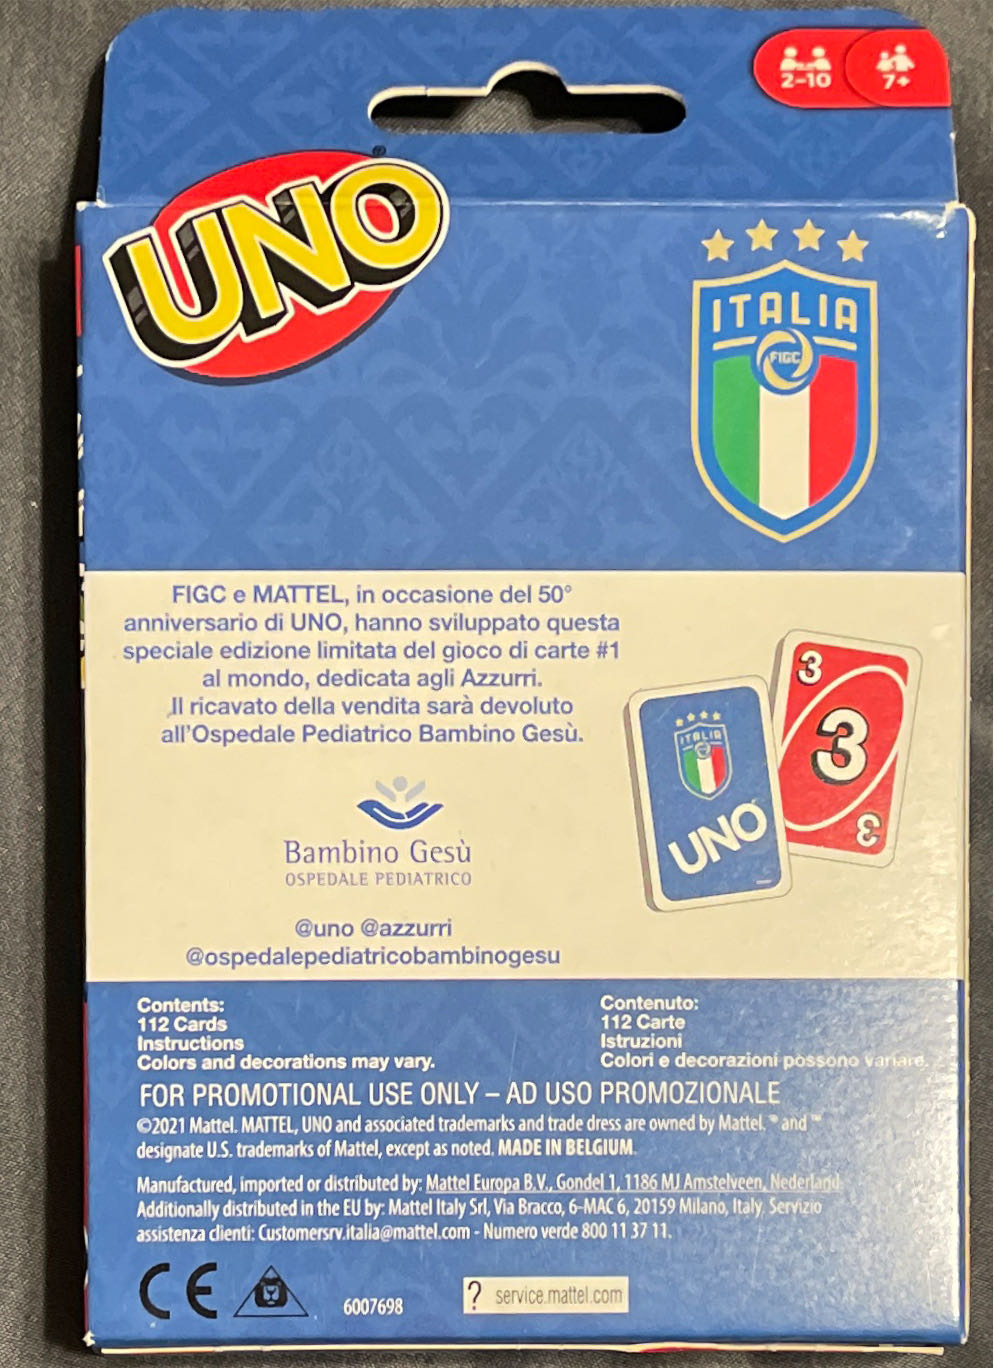 2-10
7+
UNO®
ITALIA
FIGC
FIGC e MATTEL, in occasione del 50°
anniversario di UNO, hanno sviluppato questa
speciale edizione limitata del gioco di carte #1
al mondo, dedicata agli Azzurri.
Il ricavato della vendita sarà devoluto
all'Ospedale Pediatrico Bambino Gesù.
3
3
3
ITALIA
UNO
Bambino Gesù
OSPEDALE PEDIATRICO
@uno @azzurri
@ospedalepediatricobambinogesu
Contents:
112 Cards
Instructions
Colors and decorations may vary.
Contenuto:
112 Carte
Istruzioni
Colori e decorazioni possono variare.
FOR PROMOTIONAL USE ONLY – AD USO PROMOZIONALE
©2021 Mattel. MATTEL, UNO and associated trademarks and trade dress are owned by Mattel. ® and ™
designate U.S. trademarks of Mattel, except as noted. MADE IN BELGIUM.
Manufactured, imported or distributed by: Mattel Europa B.V., Gondel 1, 1186 MJ Amstelveen, Nederland.
Additionally distributed in the EU by: Mattel Italy Srl, Via Bracco, 6-MAC 6, 20159 Milano, Italy. Servizio
assistenza clienti: Customersrv.italia@mattel.com - Numero verde 800 11 37 11.
CE
6007698
? service.mattel.com